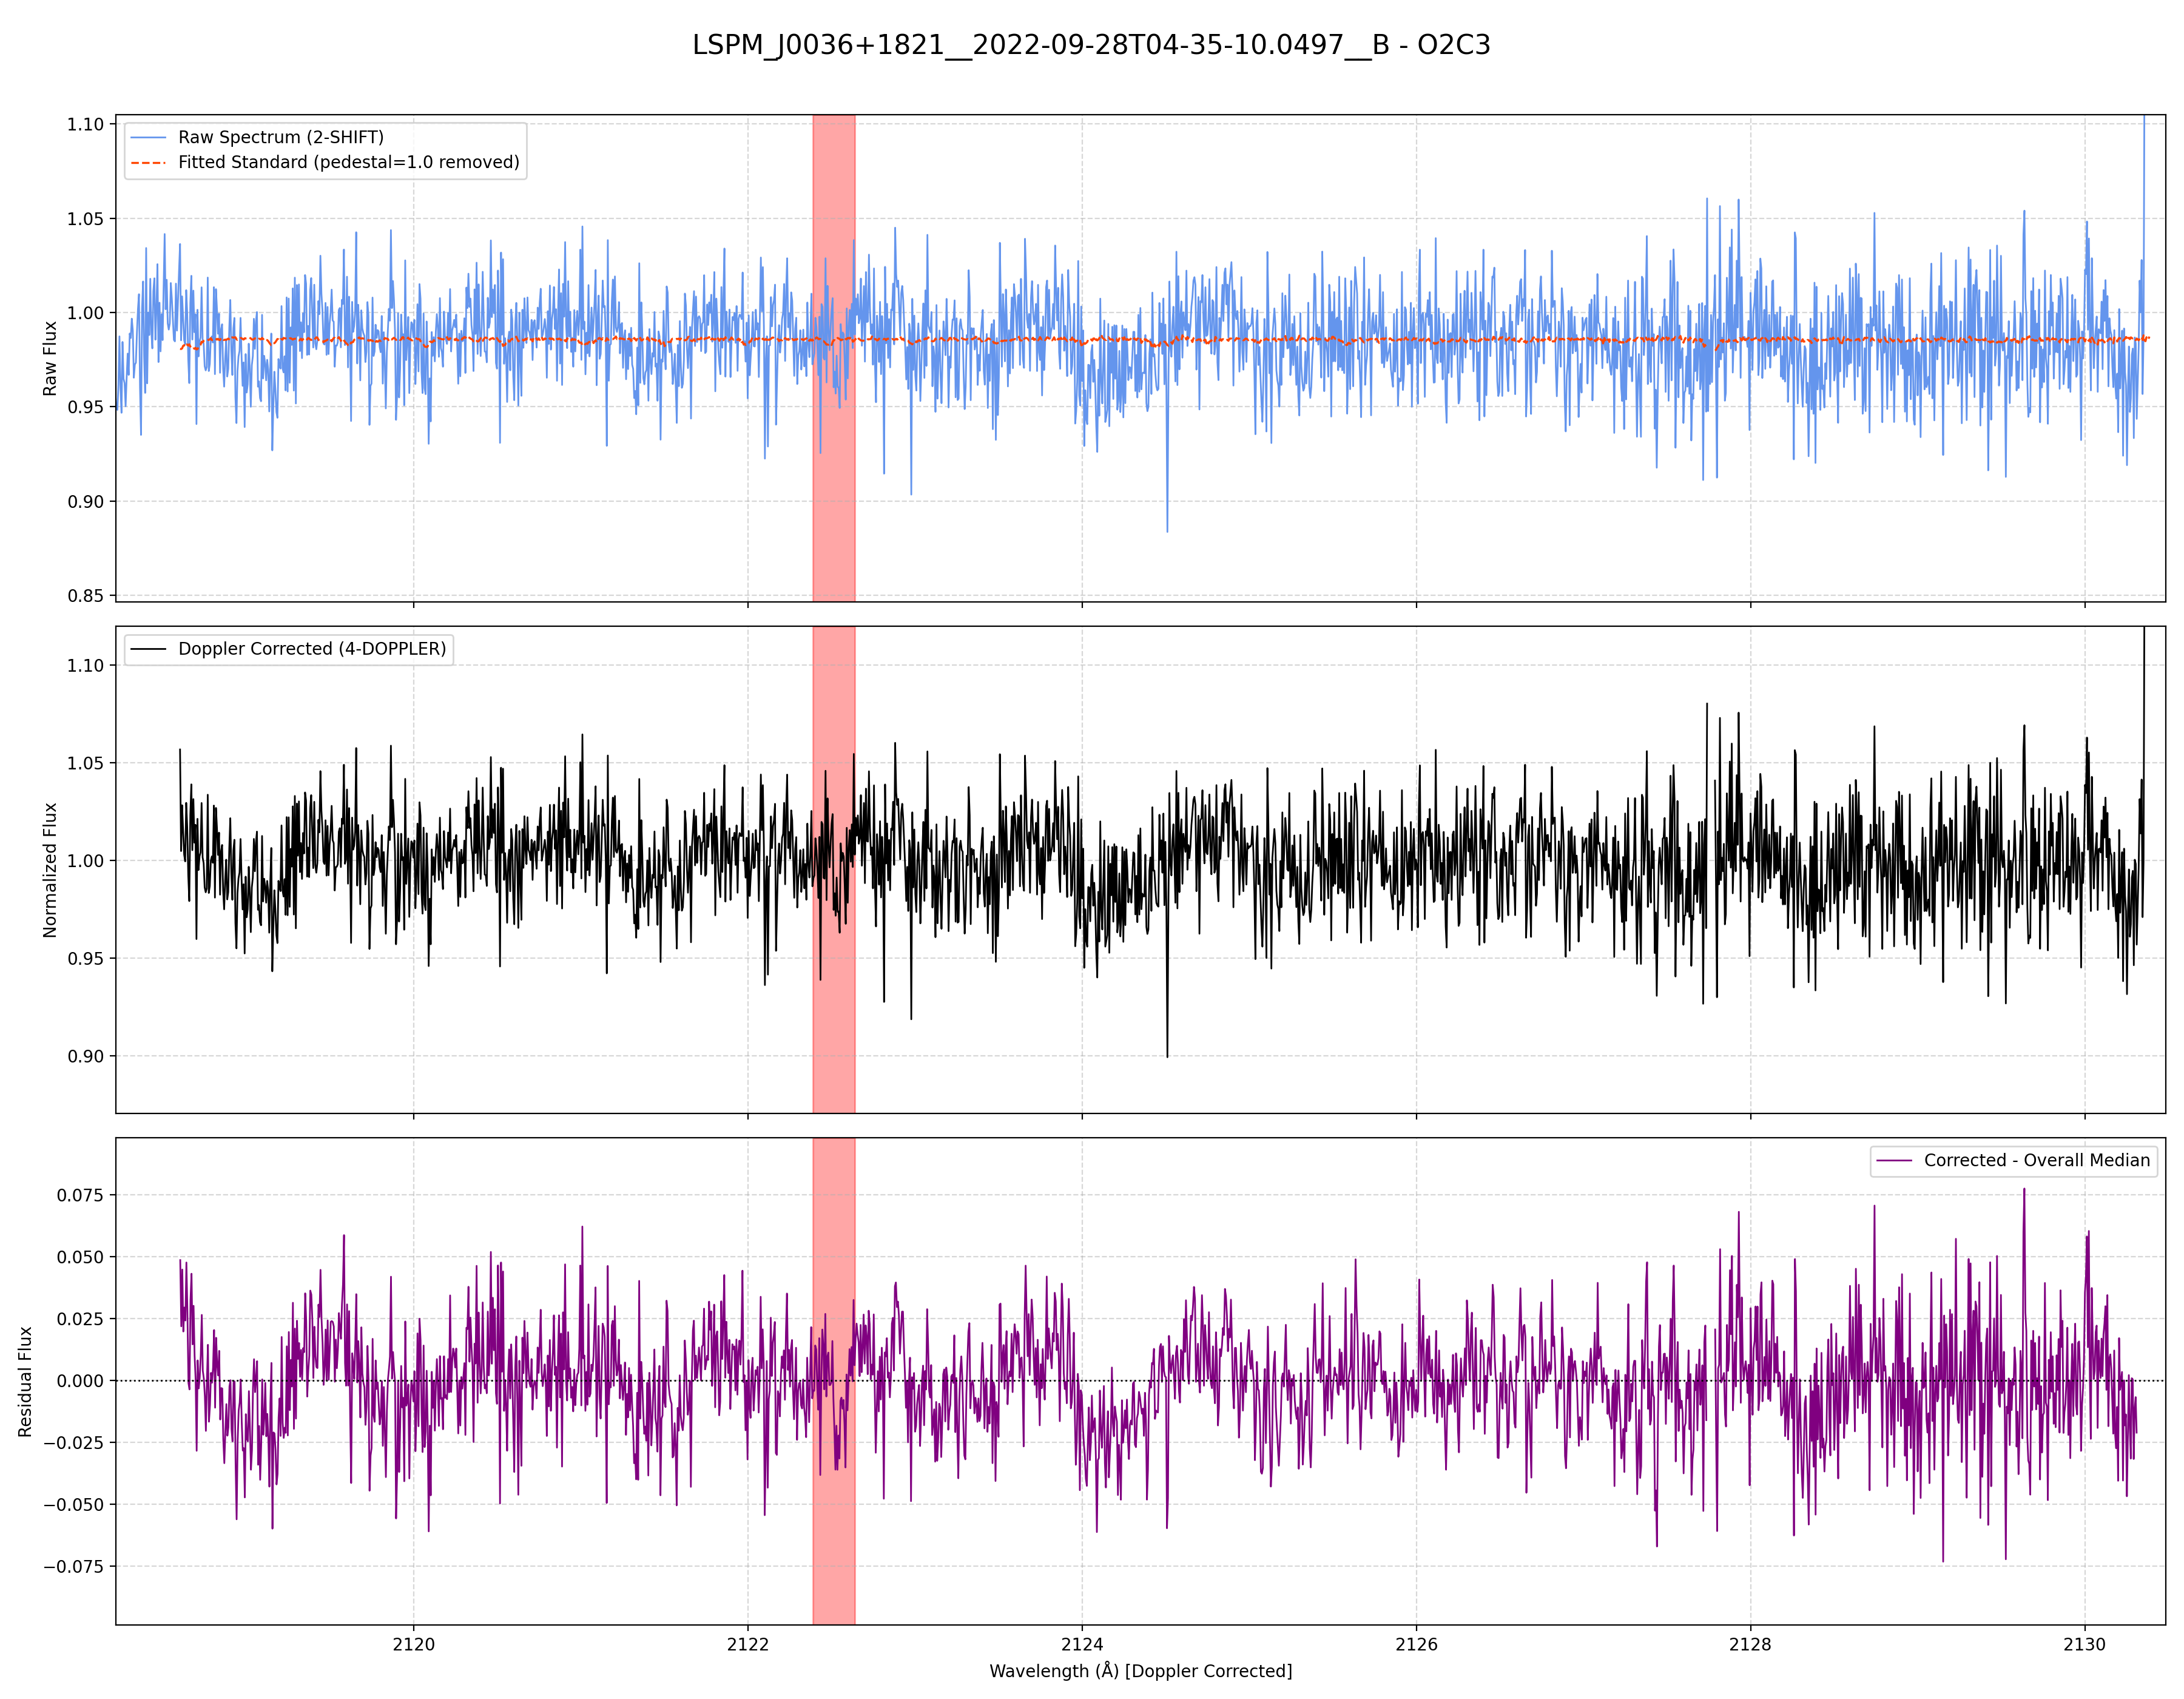 LSPM_J0036+1821__2022-09-28T04-35-10.0497__B - O2C3
Raw Spectrum (2-SHIFT)
Fitted Standard (pedestal=1.0 removed)
1.10
1.05
1.00
0.95
0.90
0.85
Raw Flux
Doppler Corrected (4-DOPPLER)
1.10
1.05
1.00
0.95
0.90
Normalized Flux
Corrected - Overall Median
0.075
0.050
0.025
0.000
−0.025
−0.050
−0.075
Residual Flux
2120 2122 2124 2126 2128 2130
Wavelength (Å) [Doppler Corrected]